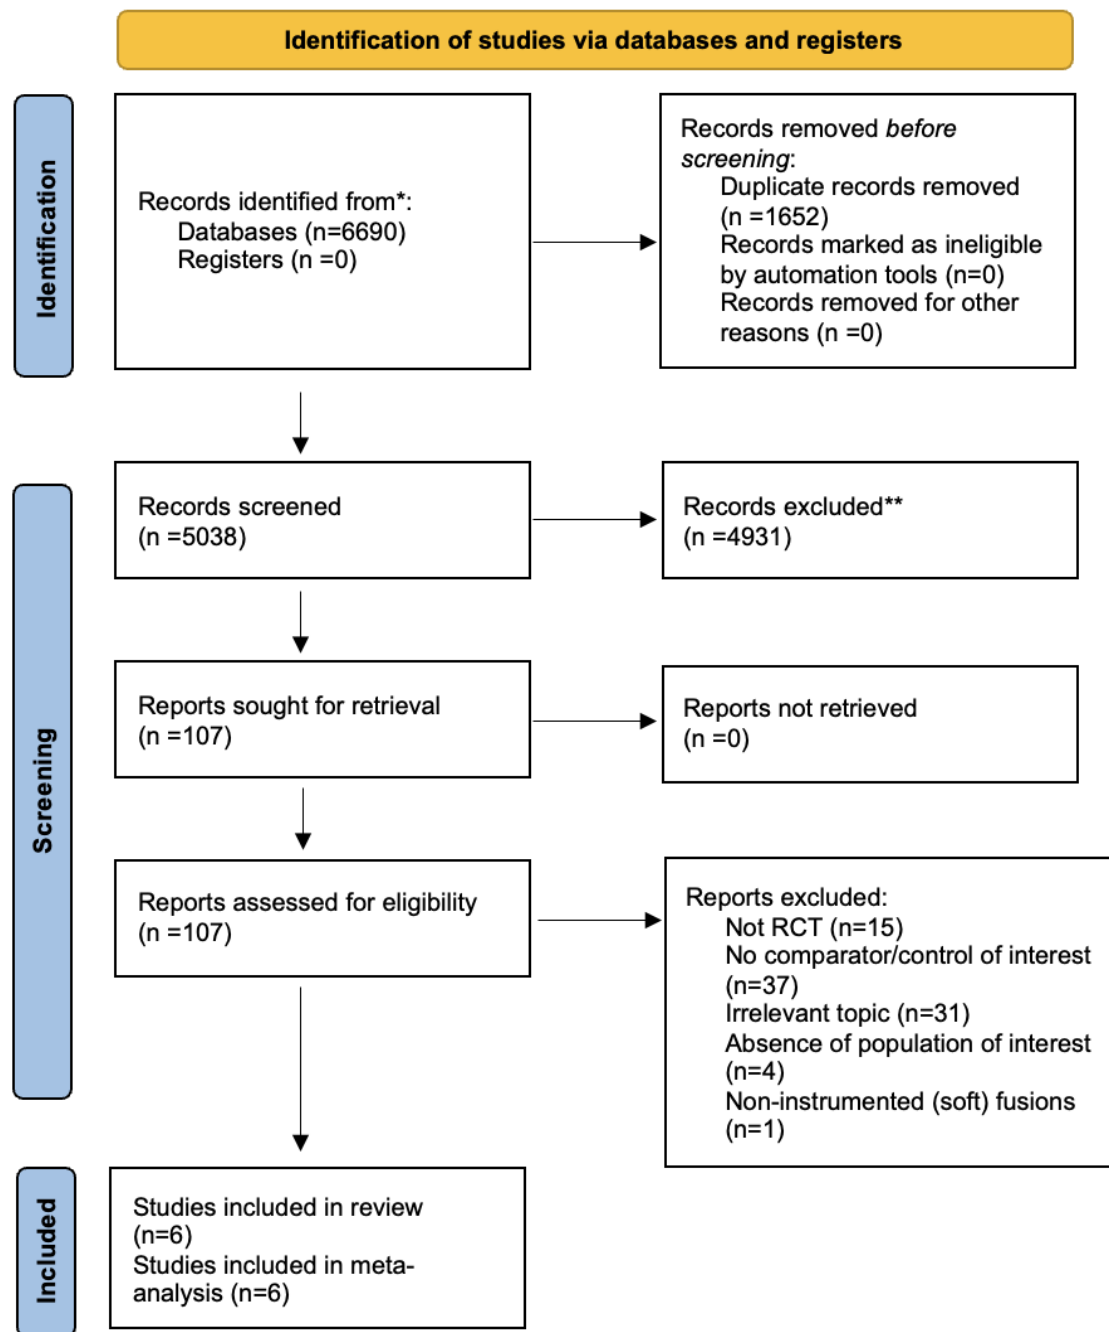 Identification of studies via databases and registers
Identification
Records identified from*:
Databases (n=6690)
Registers (n =0)
Records removed before
screening:
Duplicate records removed
(n =1652)
Records marked as ineligible
by automation tools (n=0)
Records removed for other
reasons (n =0)
Screening
Records screened
(n =5038)
Records excluded**
(n =4931)
Reports sought for retrieval
(n =107)
Reports not retrieved
(n =0)
Reports assessed for eligibility
(n =107)
Reports excluded:
Not RCT (n=15)
No comparator/control of interest
(n=37)
Irrelevant topic (n=31)
Absence of population of interest
(n=4)
Non-instrumented (soft) fusions
(n=1)
Included
Studies included in review
(n=6)
Studies included in meta-
analysis (n=6)